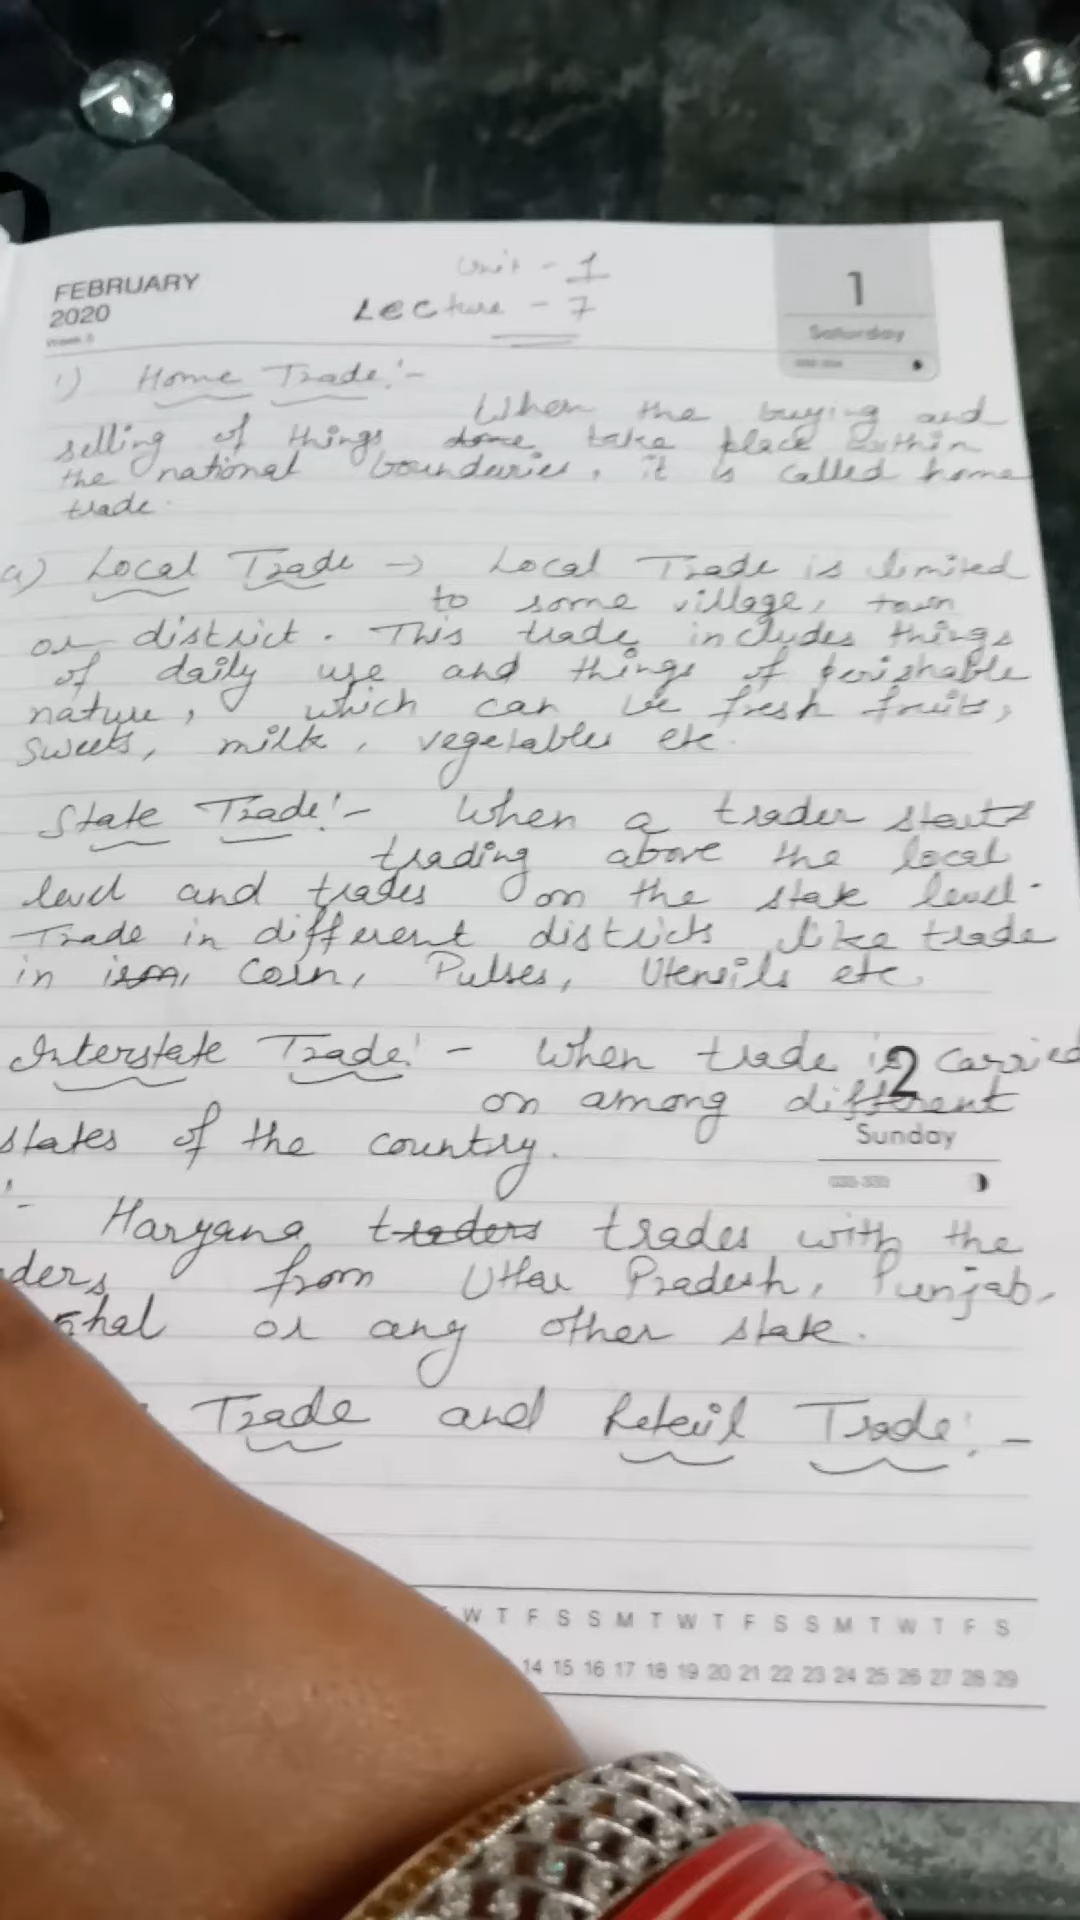 FEBRUARY
2020
Unit - 1
Lecture - 7
1
Saturday
1) Home Trade:-
When the buying and
selling of things done take place within
the national boundaries, it is called home
trade.
a) Local Trade → Local Trade is limited
to some village, town
or district. This trade includes things
of daily use and things of perishable
nature, which can be fresh fruits,
sweets, milk, vegetables etc.
State Trade:- When a trader starts
trading above the local
level and trades on the state level.
Trade in different districts like trade
in Coin, Pulses, Utensils etc.
Interstate Trade:- When trade is carried
on among different
states of the country.
2
Sunday
:- Haryana traders trades with the
ders from Uttar Pradesh, Punjab,
or any other state.
Trade and Retail Trade:-
W T F S S M T W T F S S M T W T F S
14 15 16 17 18 19 20 21 22 23 24 25 26 27 28 29